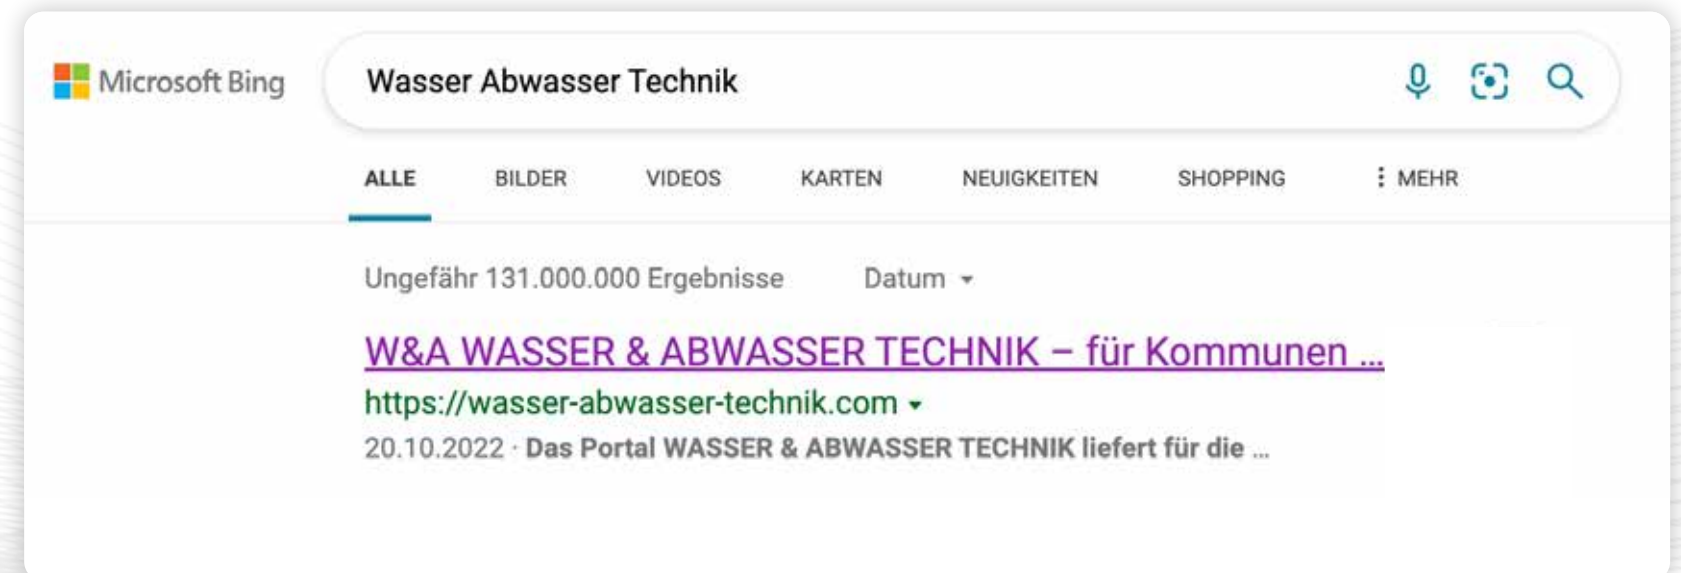 Microsoft Bing
Wasser Abwasser Technik
ALLE BILDER VIDEOS KARTEN NEUIGKEITEN SHOPPING MEHR
Ungefähr 131.000.000 Ergebnisse Datum
W&A WASSER & ABWASSER TECHNIK – für Kommunen ...
https://wasser-abwasser-technik.com
20.10.2022 · Das Portal WASSER & ABWASSER TECHNIK liefert für die ...